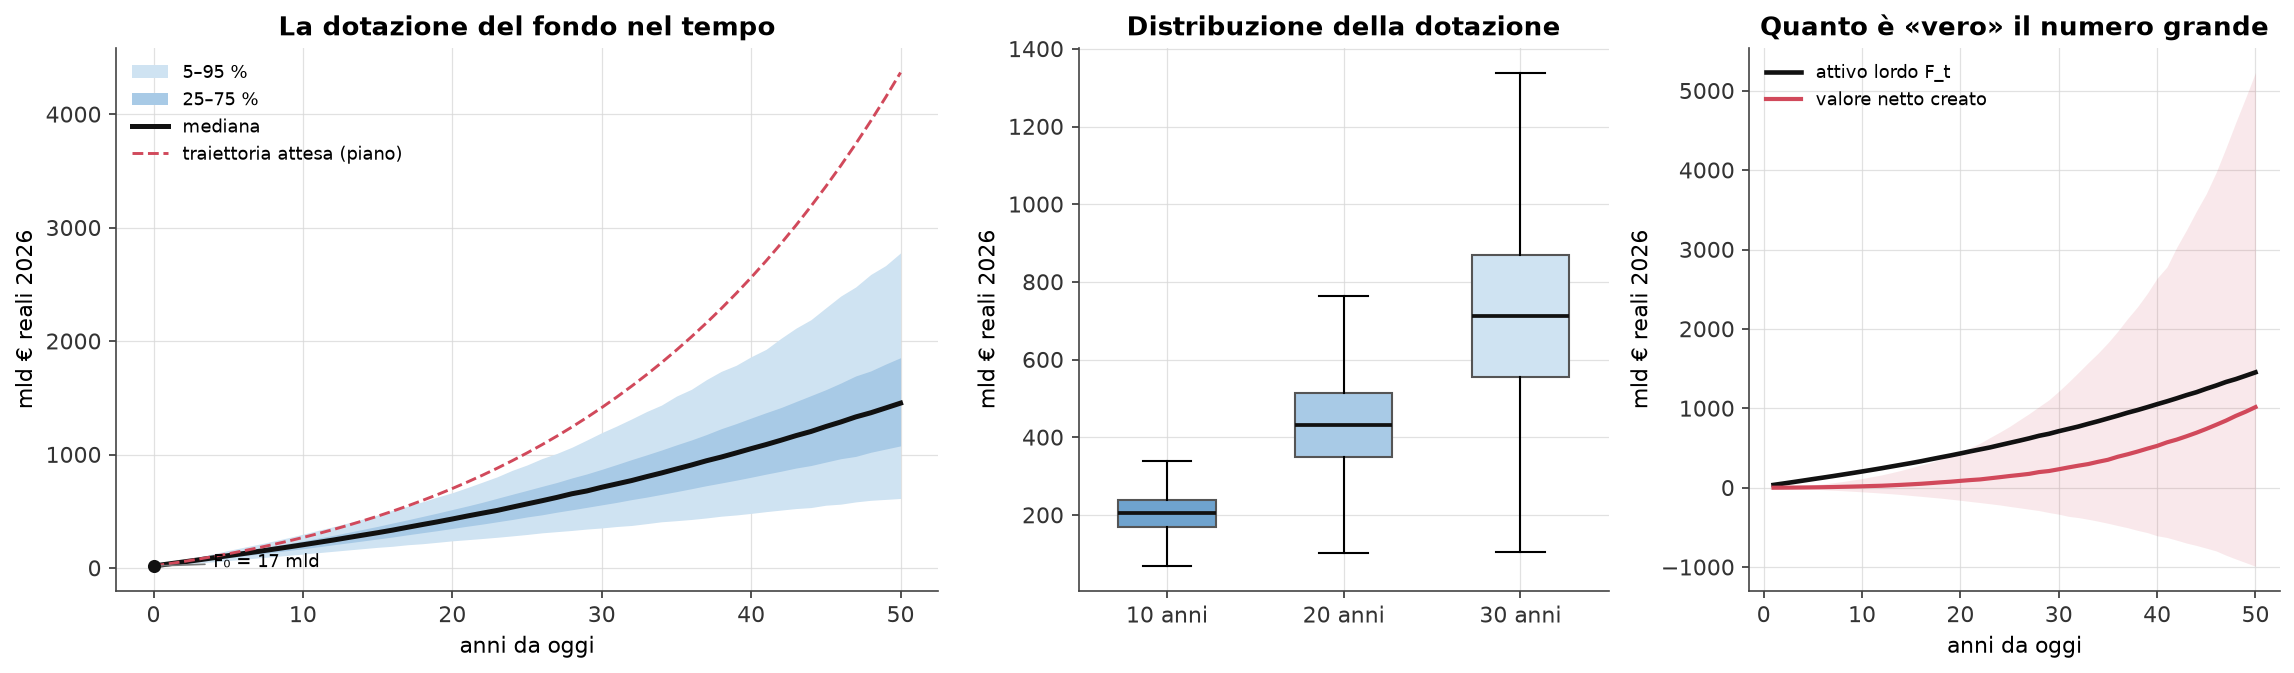 La dotazione del fondo nel tempo
5–95 %
25–75 %
mediana
traiettoria attesa (piano)
4000
3000
2000
1000
0
mld € reali 2026
F₀ = 17 mld
0 10 20 30 40 50
anni da oggi
Distribuzione della dotazione
1400
1200
1000
800
600
400
200
mld € reali 2026
10 anni 20 anni 30 anni
Quanto è «vero» il numero grande
attivo lordo F_t
valore netto creato
5000
4000
3000
2000
1000
0
−1000
mld € reali 2026
0 10 20 30 40 50
anni da oggi